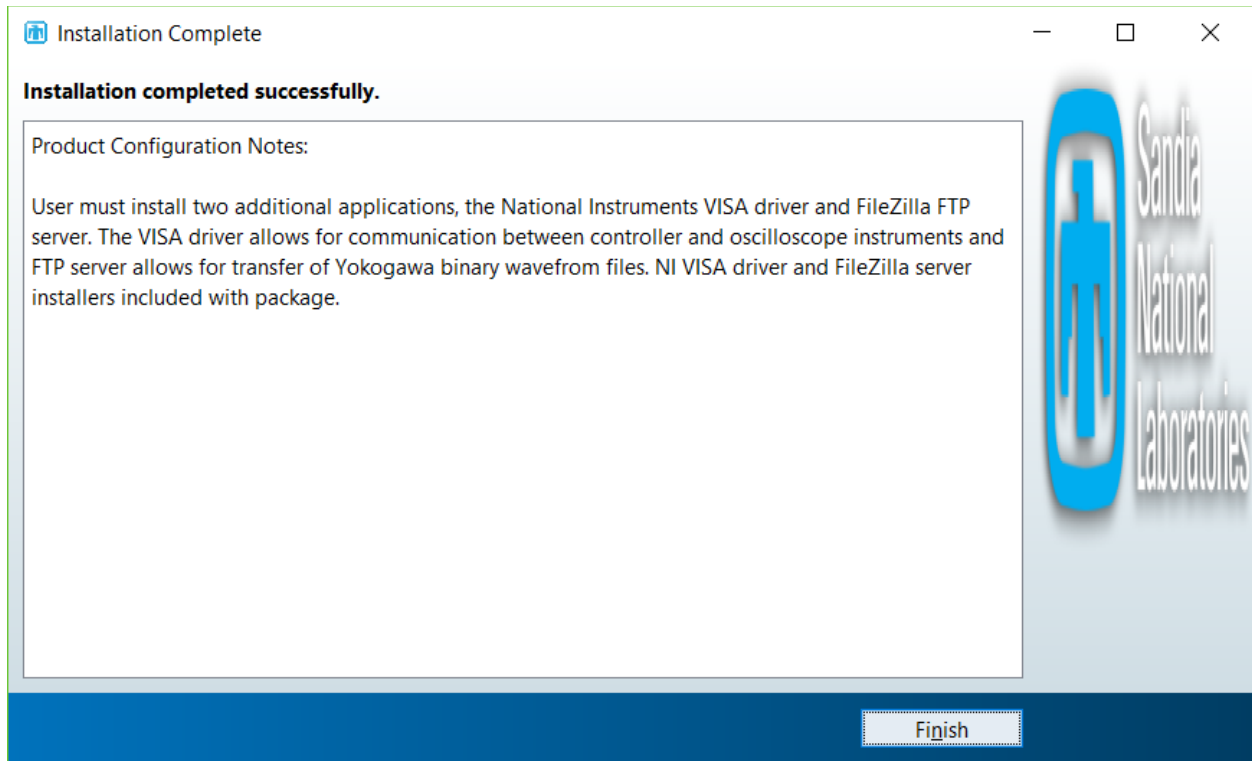 Installation Complete
Installation completed successfully.
Product Configuration Notes:
User must install two additional applications, the National Instruments VISA driver and FileZilla FTP
server. The VISA driver allows for communication between controller and oscilloscope instruments and
FTP server allows for transfer of Yokogawa binary wavefrom files. NI VISA driver and FileZilla server
installers included with package.
Sandia
National
Laboratories
Finish